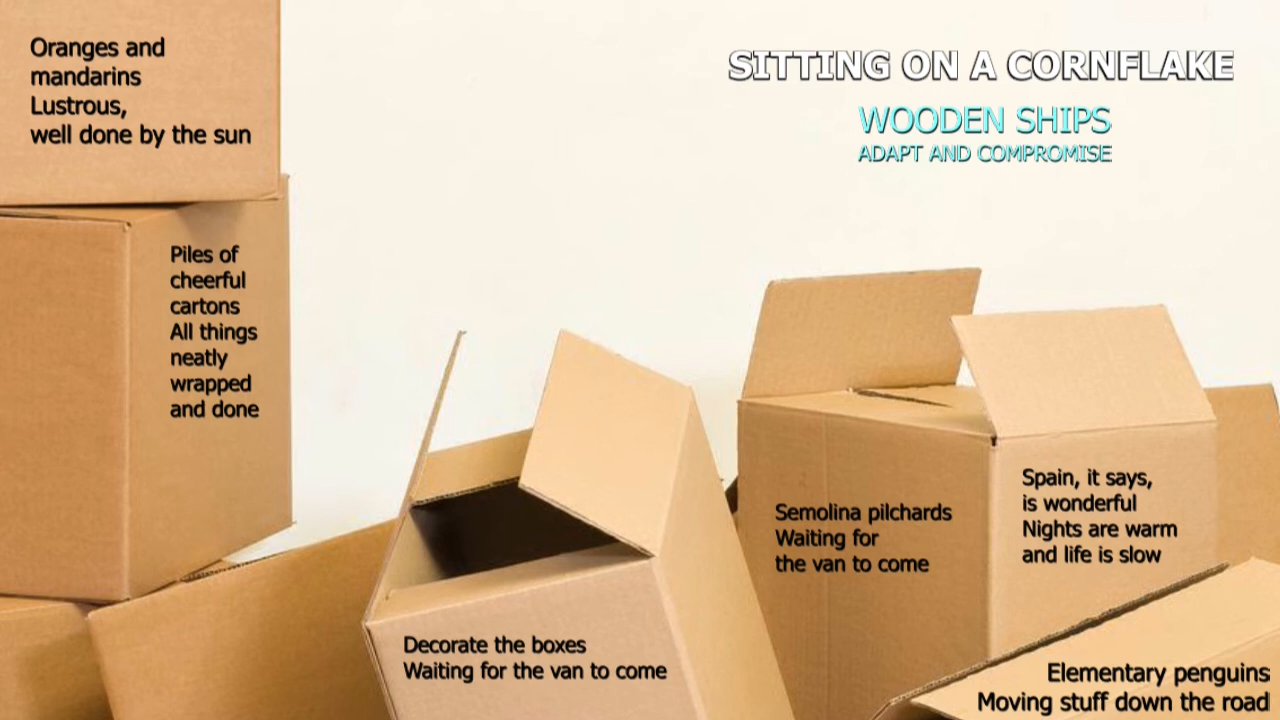 Oranges and
mandarins
Lustrous,
well done by the sun
SITTING ON A CORNFLAKE
WOODEN SHIPS
ADAPT AND COMPROMISE
Piles of
cheerful
cartons
All things
neatly
wrapped
and done
Semolina pilchards
Waiting for
the van to come
Spain, it says,
is wonderful
Nights are warm
and life is slow
Decorate the boxes
Waiting for the van to come
Elementary penguins
Moving stuff down the road